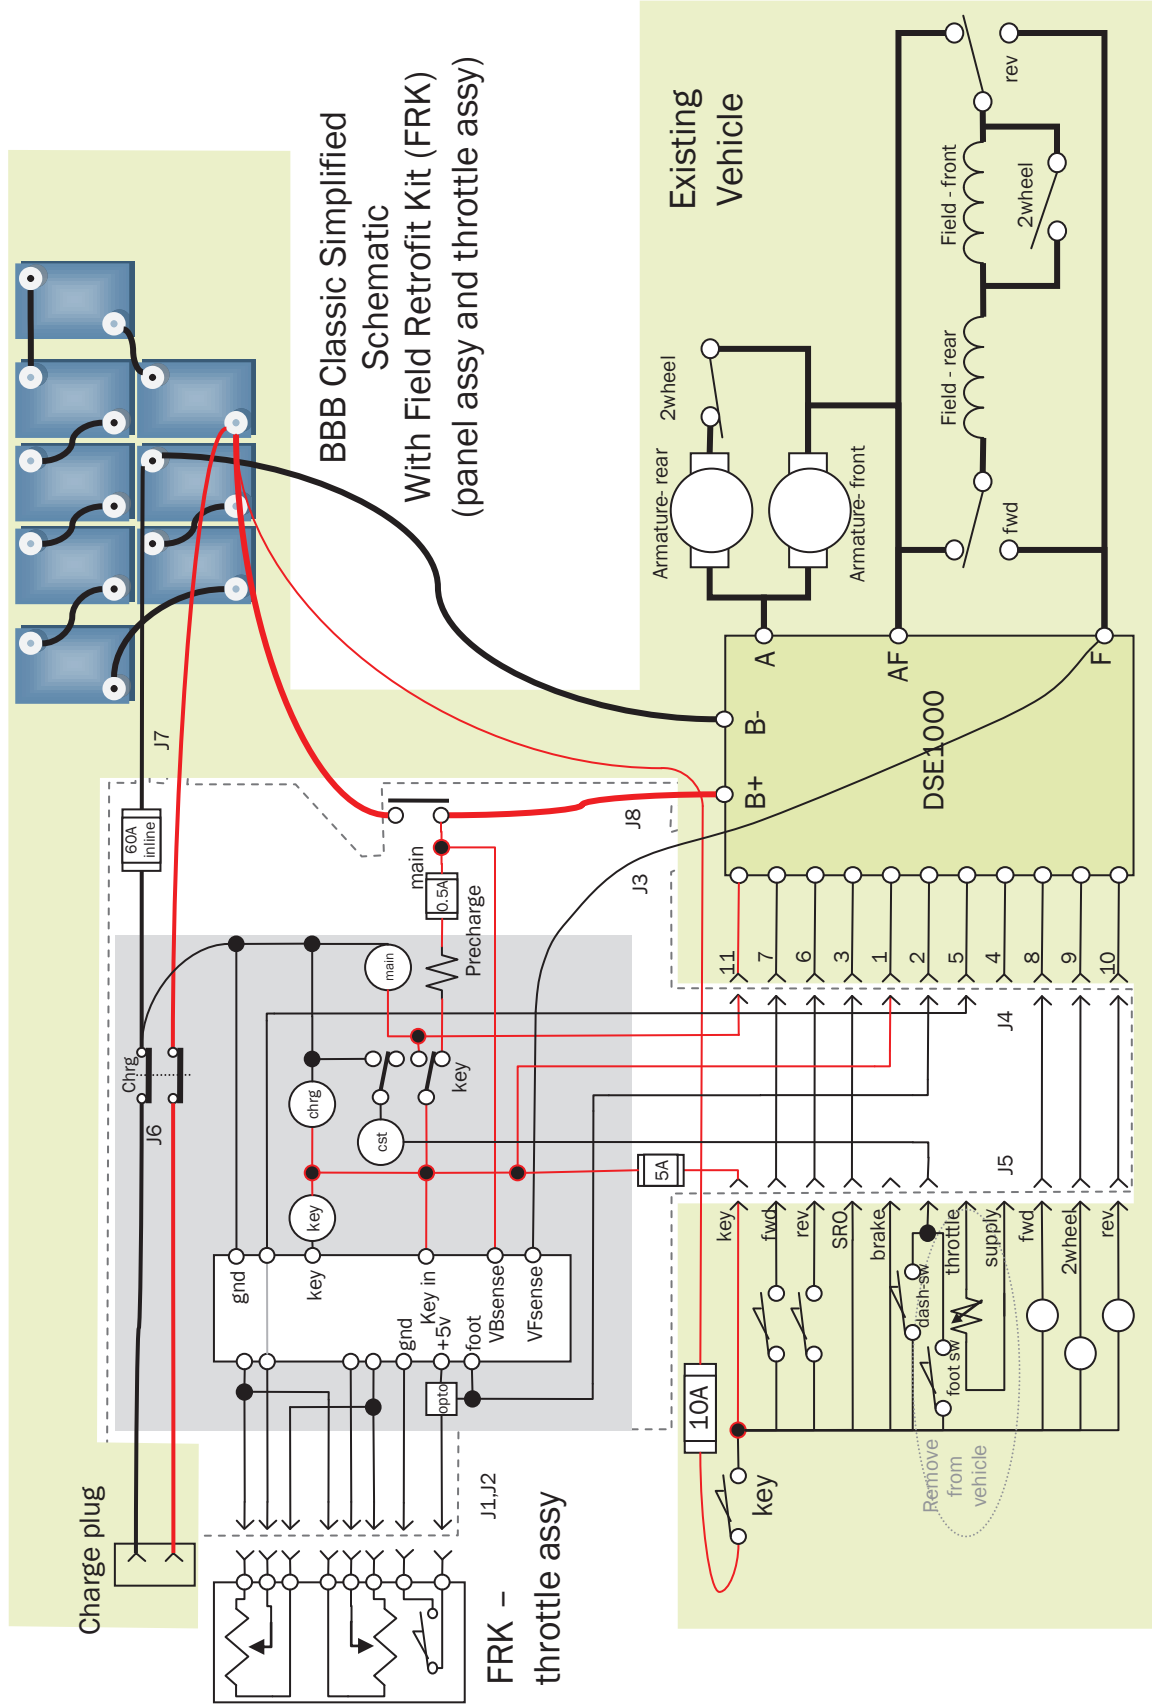 BBB Classic Simplified
Schematic
With Field Retrofit Kit (FRK)
(panel assy and throttle assy)
Existing
Vehicle
Charge plug
J6
Chrg
60A
inline
J7
J8
J3
main
0.5A
Precharge
main
key
chrg
cst
key
5A
gnd
key
Key in
VBsense
VFsense
gnd
+5v
foot
opto
J1,J2
FRK –
throttle assy
10A
key
key
fwd
rev
SRO
brake
dash sw
foot sw
throttle
supply
fwd
2wheel
rev
Remove
from
vehicle
J5
J4
11
7
6
3
1
2
5
4
8
9
10
DSE1000
B+
B-
A
AF
F
Armature- rear
Armature- front
2wheel
Field - rear
Field - front
2wheel
fwd
rev